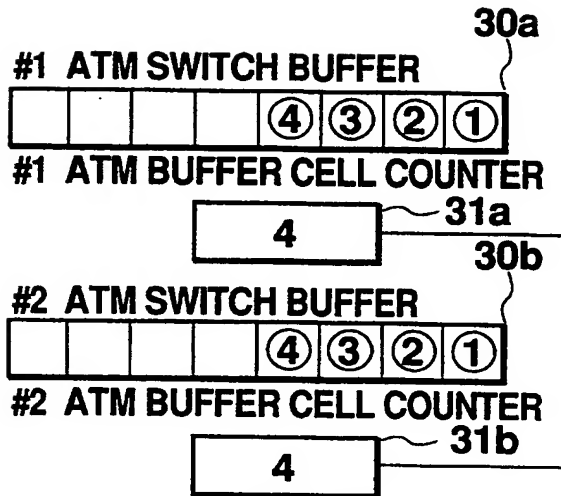 30a
#1 ATM SWITCH BUFFER
④ ③ ② ①
#1 ATM BUFFER CELL COUNTER
31a
4
30b
#2 ATM SWITCH BUFFER
④ ③ ② ①
#2 ATM BUFFER CELL COUNTER
31b
4